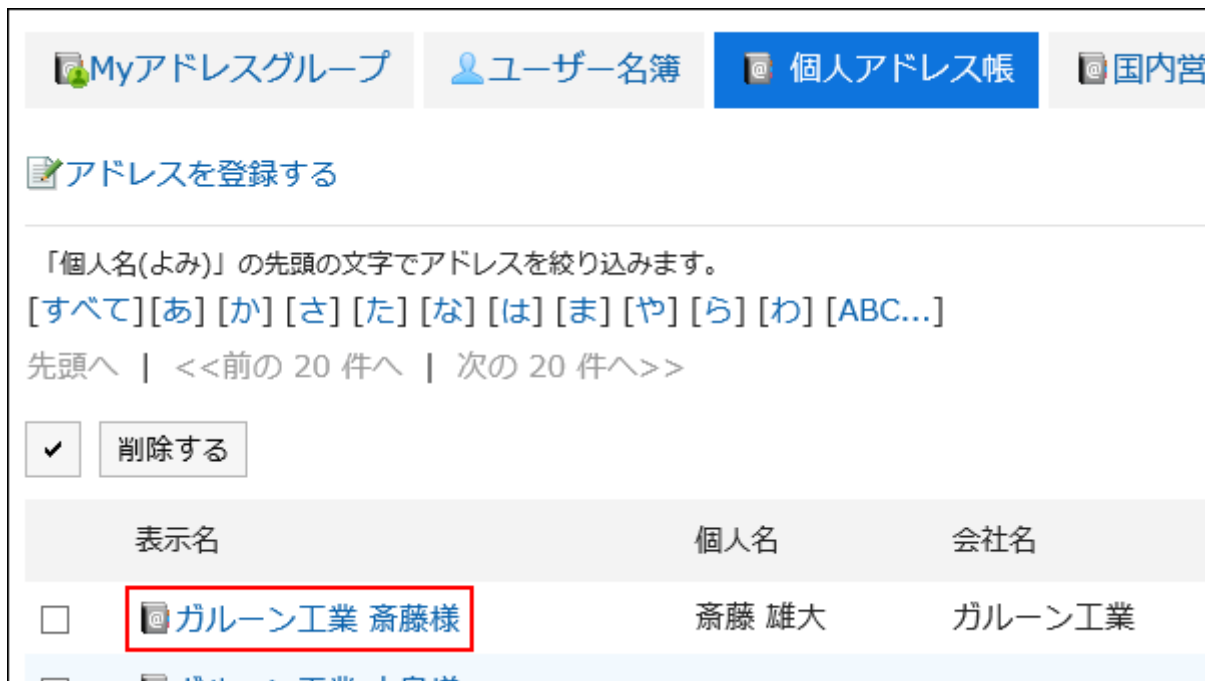 Myアドレスグループ ユーザー名簿 個人アドレス帳 国内営
アドレスを登録する
「個人名(よみ)」の先頭の文字でアドレスを絞り込みます。
[すべて][あ] [か] [さ] [た] [な] [は] [ま] [や] [ら] [わ] [ABC...]
先頭へ | <<前の 20 件へ | 次の 20 件へ>>
削除する
表示名 個人名 会社名
ガルーン工業 斎藤様 斎藤 雄大 ガルーン工業